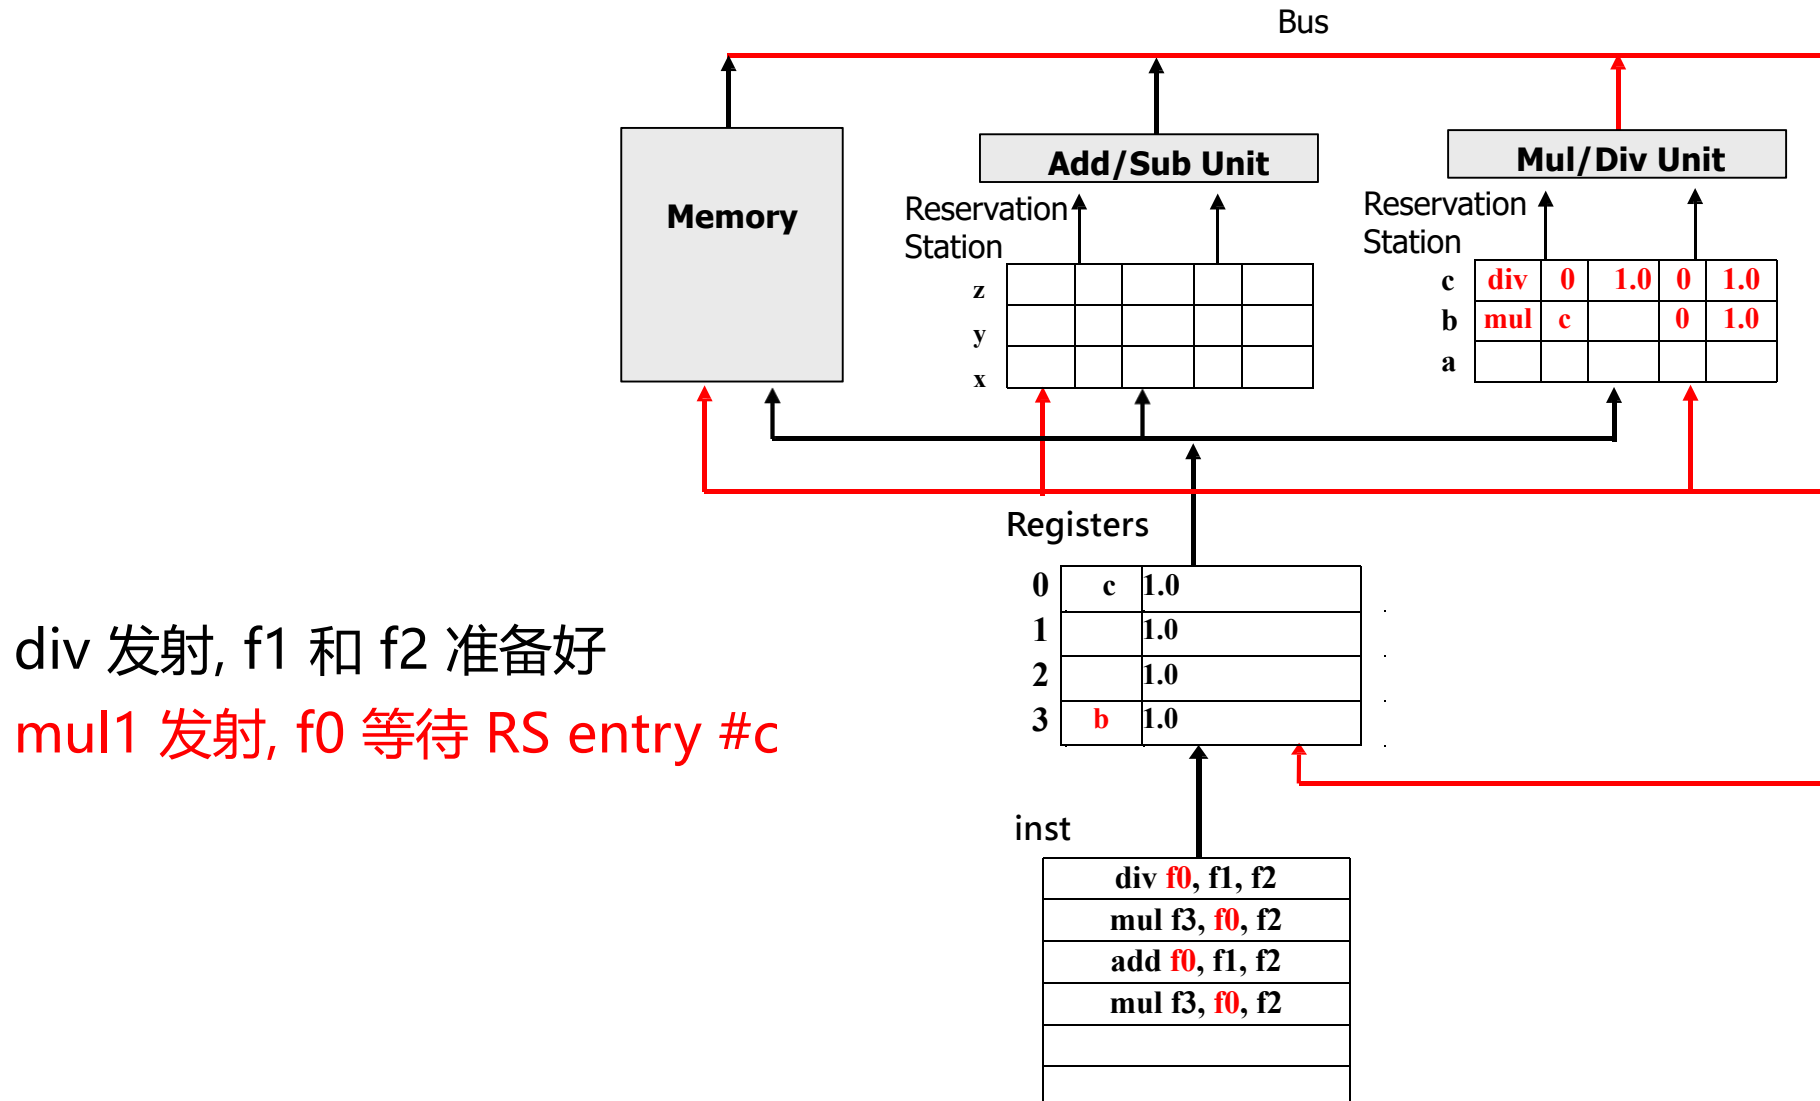 Bus
Memory
Add/Sub Unit
Mul/Div Unit
Reservation
Station
z
y
x
Reservation
Station
c div 0 1.0 0 1.0
b mul c 0 1.0
a
Registers
0 c 1.0
1 1.0
2 1.0
3 b 1.0
div 发射, f1 和 f2 准备好
mul1 发射, f0 等待 RS entry #c
inst
div f0, f1, f2
mul f3, f0, f2
add f0, f1, f2
mul f3, f0, f2